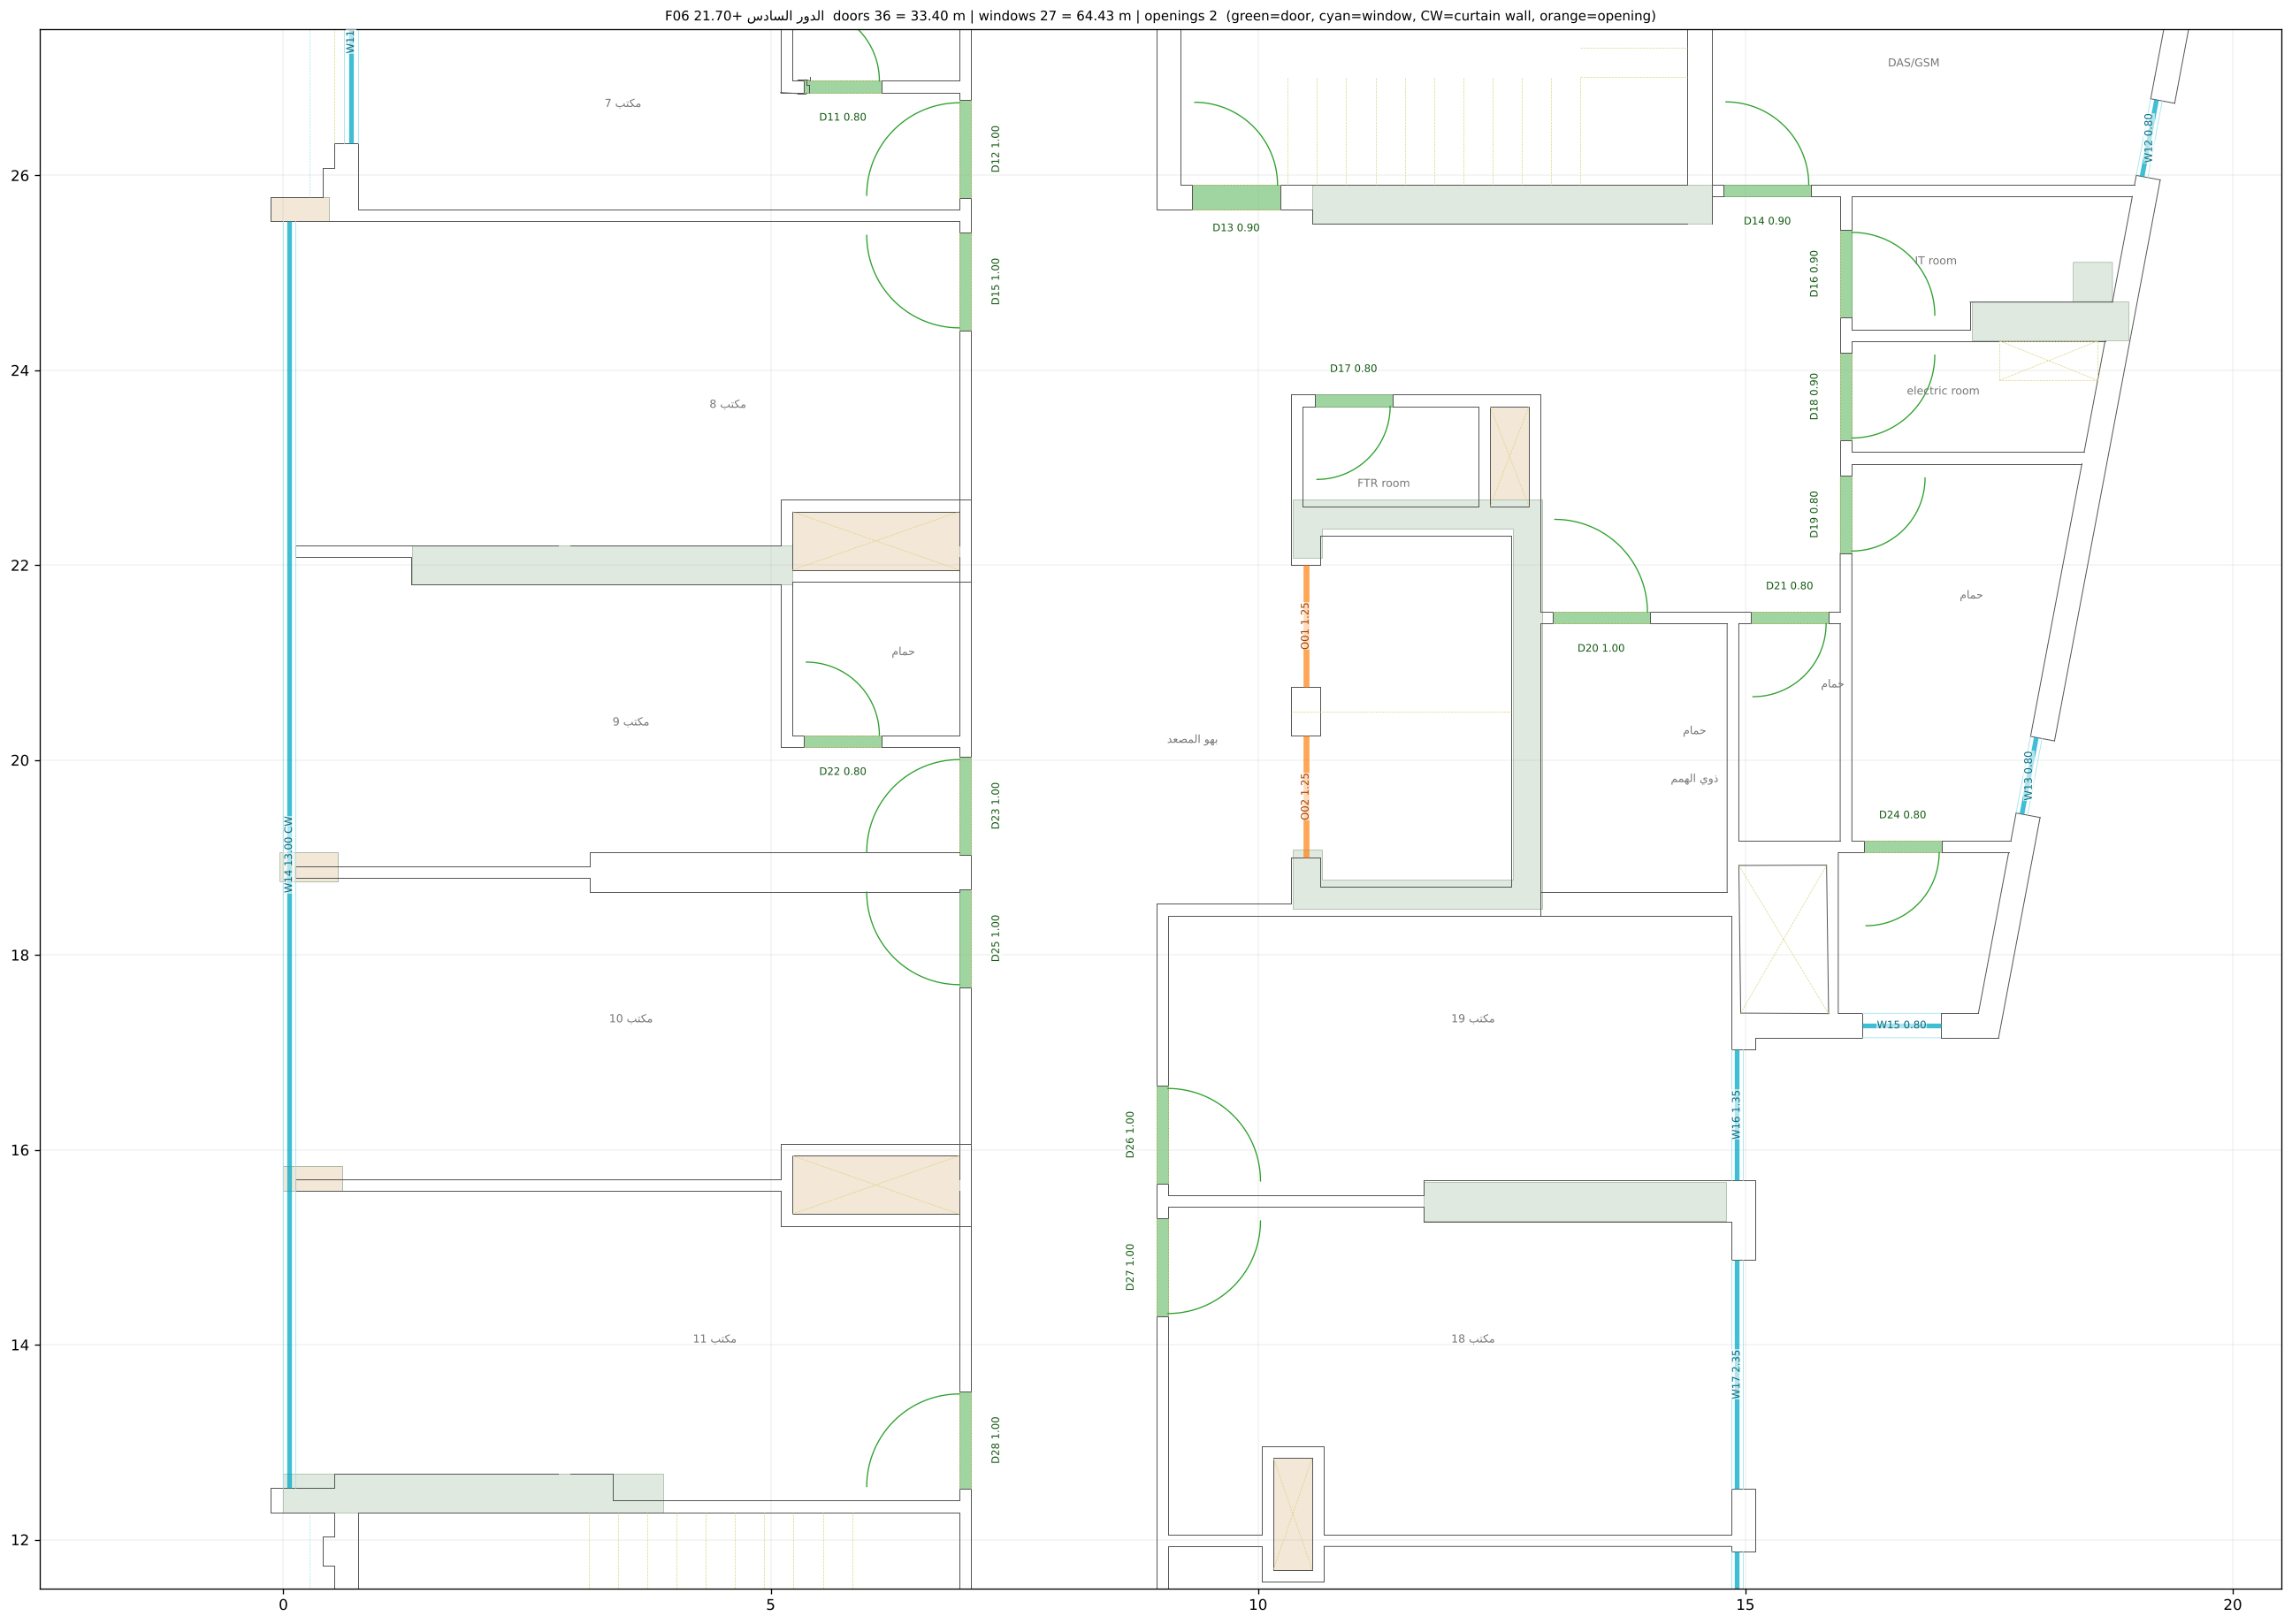 F06 21.70+ الدور السادس doors 36 = 33.40 m | windows 27 = 64.43 m | openings 2 (green=door, cyan=window, CW=curtain wall, orange=opening)
W11
DAS/GSM
مكتب 7
D11 0.80
D12 1.00
W12 0.80
26
D13 0.90
D14 0.90
D15 1.00
D16 0.90
IT room
24
D17 0.80
D18 0.90
electric room
مكتب 8
FTR room
D19 0.80
22
D21 0.80
حمام
O01 1.25
D20 1.00
حمام
حمام
مكتب 9
حمام
بهو المصعد
20
D22 0.80
ذوي الهمم
W13 0.80
D23 1.00
O02 1.25
D24 0.80
W14 13.00 CW
D25 1.00
18
مكتب 10
مكتب 19
W15 0.80
D26 1.00
W16 1.35
16
D27 1.00
14
مكتب 11
مكتب 18
W17 2.35
D28 1.00
12
0
5
10
15
20